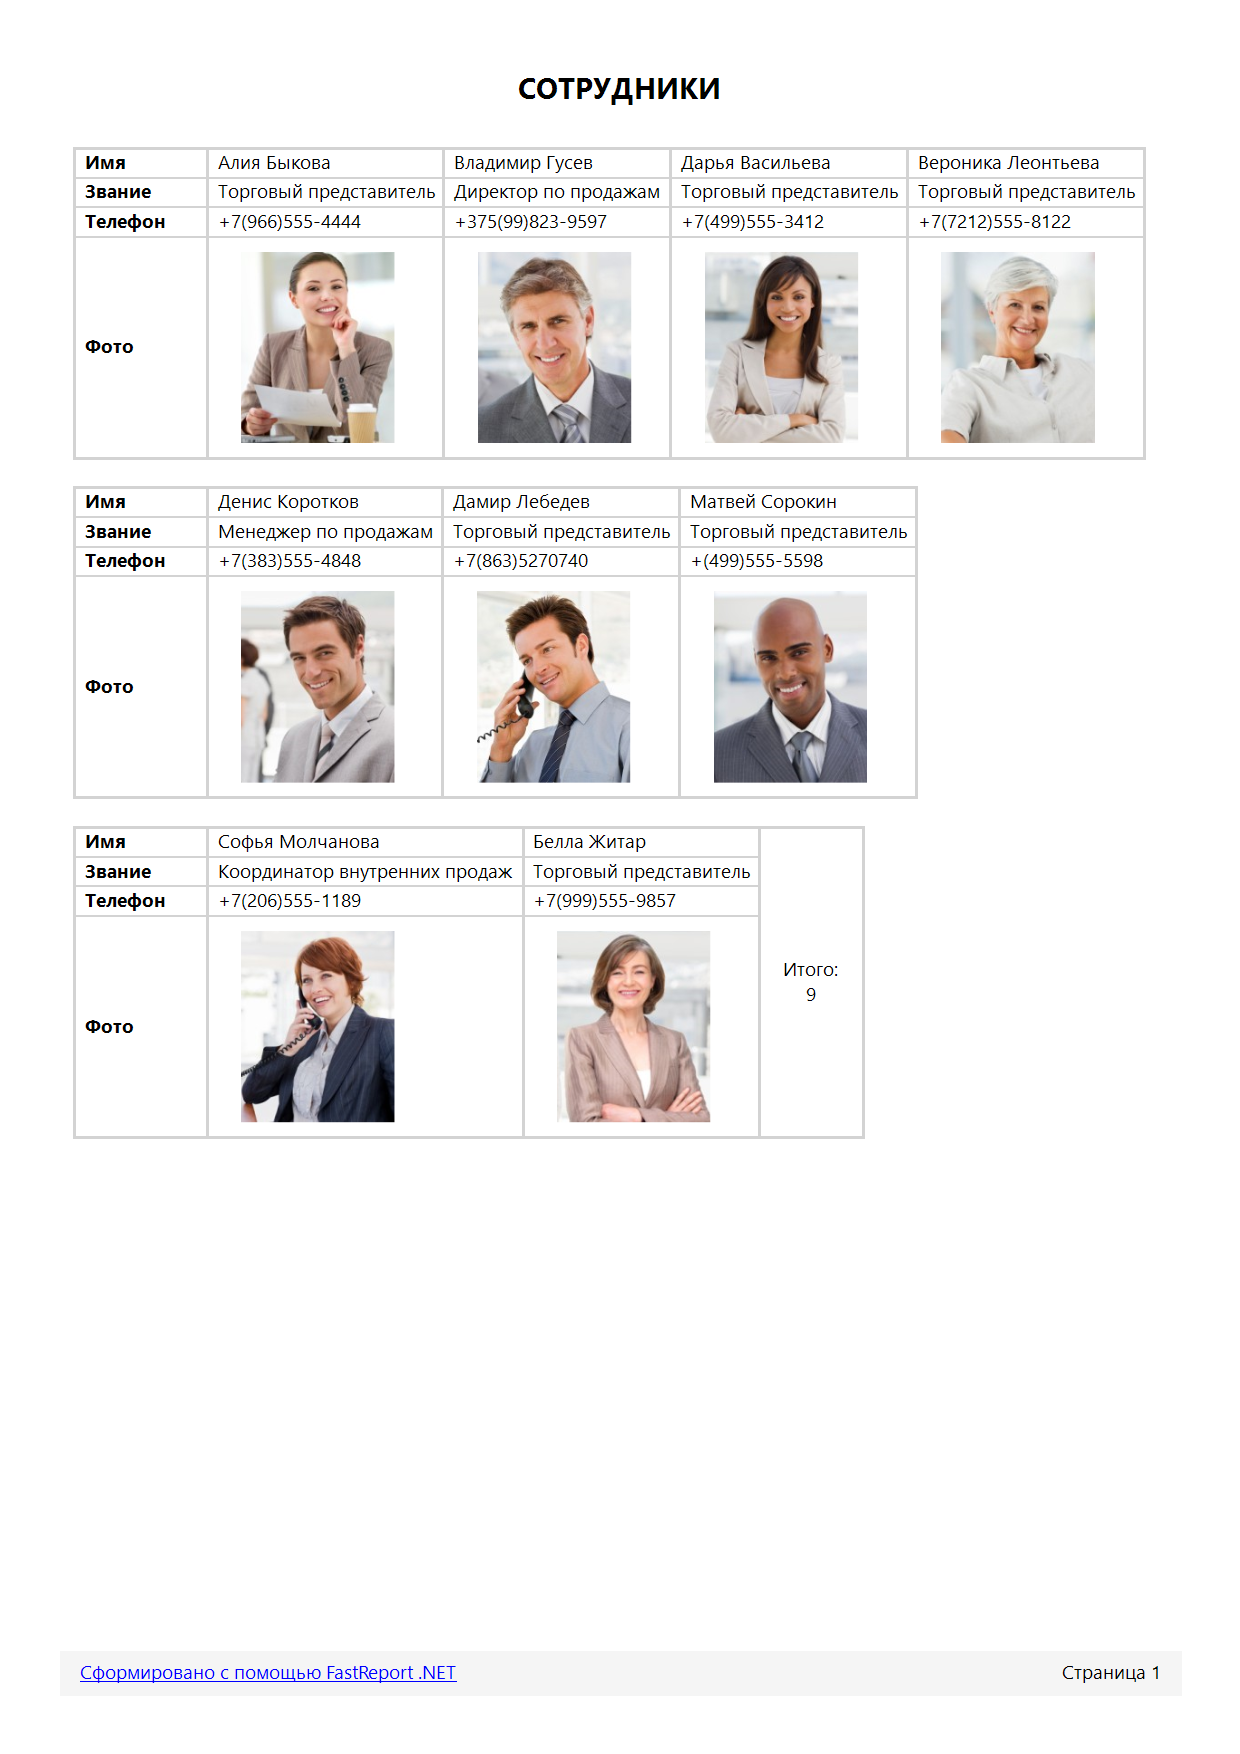 СОТРУДНИКИ
Имя Алия Быкова Владимир Гусев Дарья Васильева Вероника Леонтьева
Звание Торговый представитель Директор по продажам Торговый представитель Торговый представитель
Телефон +7(966)555-4444 +375(99)823-9597 +7(499)555-3412 +7(7212)555-8122
Фото
Имя Денис Коротков Дамир Лебедев Матвей Сорокин
Звание Менеджер по продажам Торговый представитель Торговый представитель
Телефон +7(383)555-4848 +7(863)5270740 +(499)555-5598
Фото
Имя Софья Молчанова Белла Житар
Звание Координатор внутренних продаж Торговый представитель
Телефон +7(206)555-1189 +7(999)555-9857
Итого:
9
Фото
Сформировано с помощью FastReport .NET Страница 1